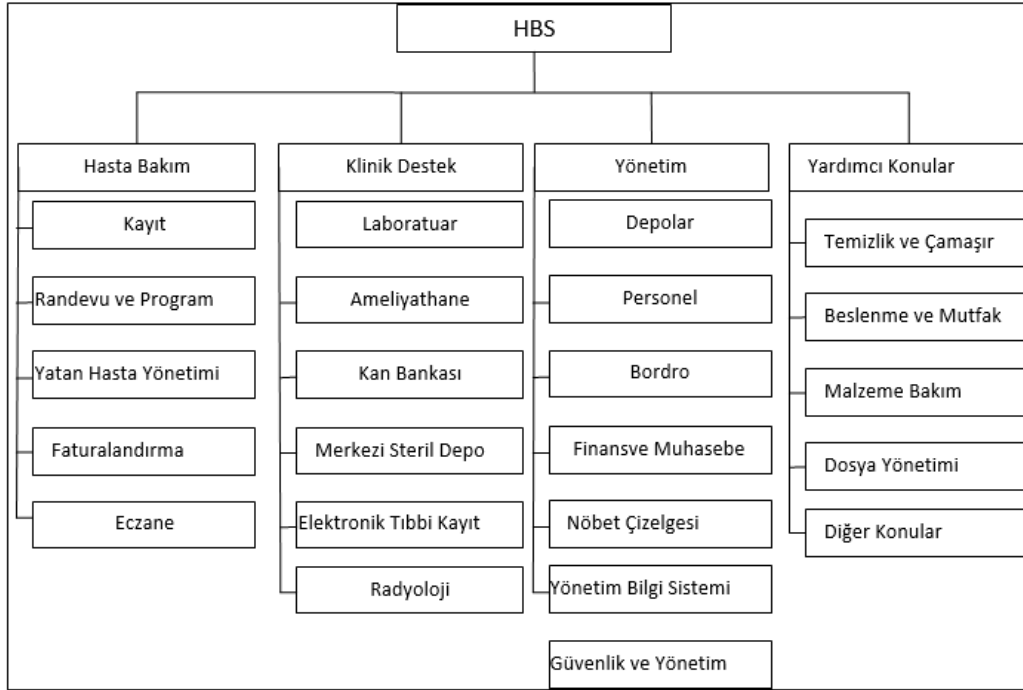 HBS
Hasta Bakım
Kayıt
Randevu ve Program
Yatan Hasta Yönetimi
Faturalandırma
Eczane
Klinik Destek
Laboratuar
Ameliyathane
Kan Bankası
Merkezi Steril Depo
Elektronik Tıbbi Kayıt
Radyoloji
Yönetim
Depolar
Personel
Bordro
Finansve Muhasebe
Nöbet Çizelgesi
Yönetim Bilgi Sistemi
Güvenlik ve Yönetim
Yardımcı Konular
Temizlik ve Çamaşır
Beslenme ve Mutfak
Malzeme Bakım
Dosya Yönetimi
Diğer Konular